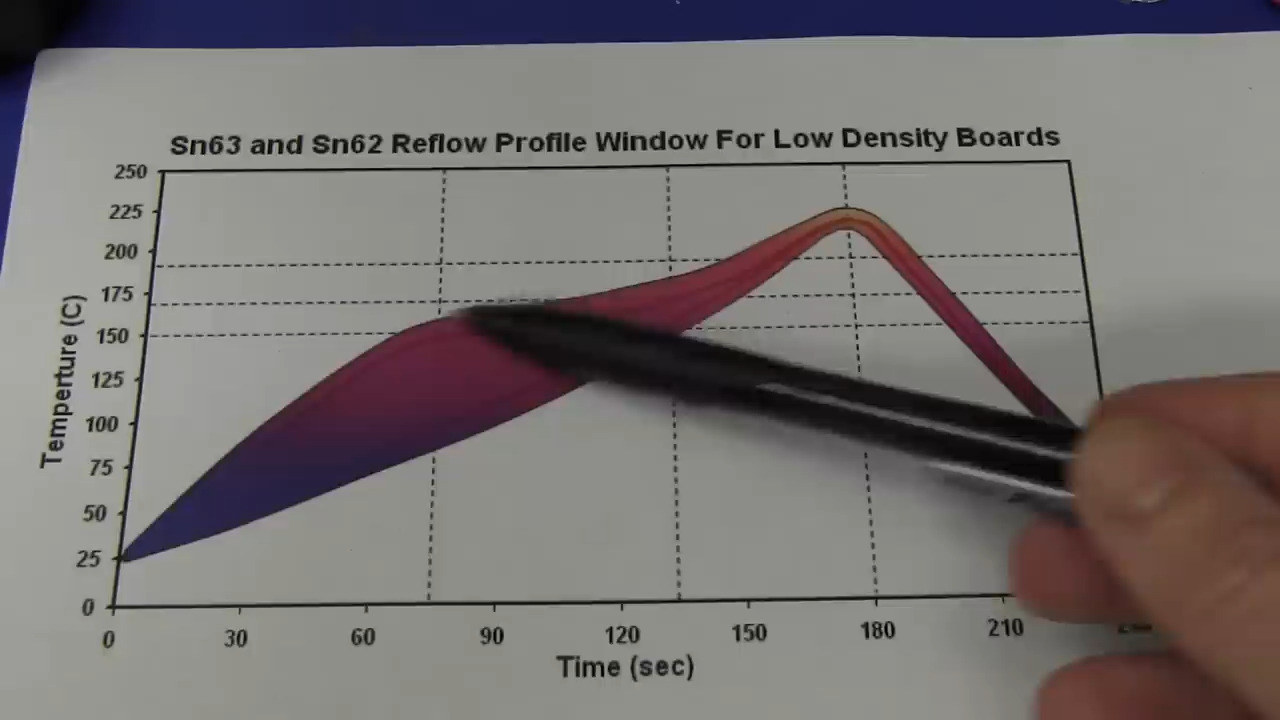 Sn63 and Sn62 Reflow Profile Window For Low Density Boards
250
225
200
175
150
125
100
75
50
25
0
Temperture (C)
0 30 60 90 120 150 180 210
Time (sec)